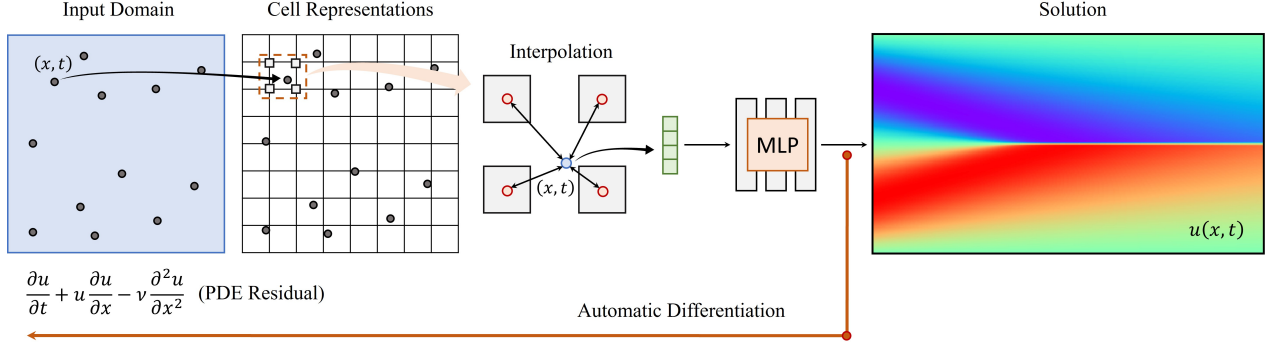 Input Domain
Cell Representations
Solution
Interpolation
(x, t)
(x, t)
MLP
u(x, t)
∂u/∂t + u ∂u/∂x − ν ∂²u/∂x² (PDE Residual)
Automatic Differentiation